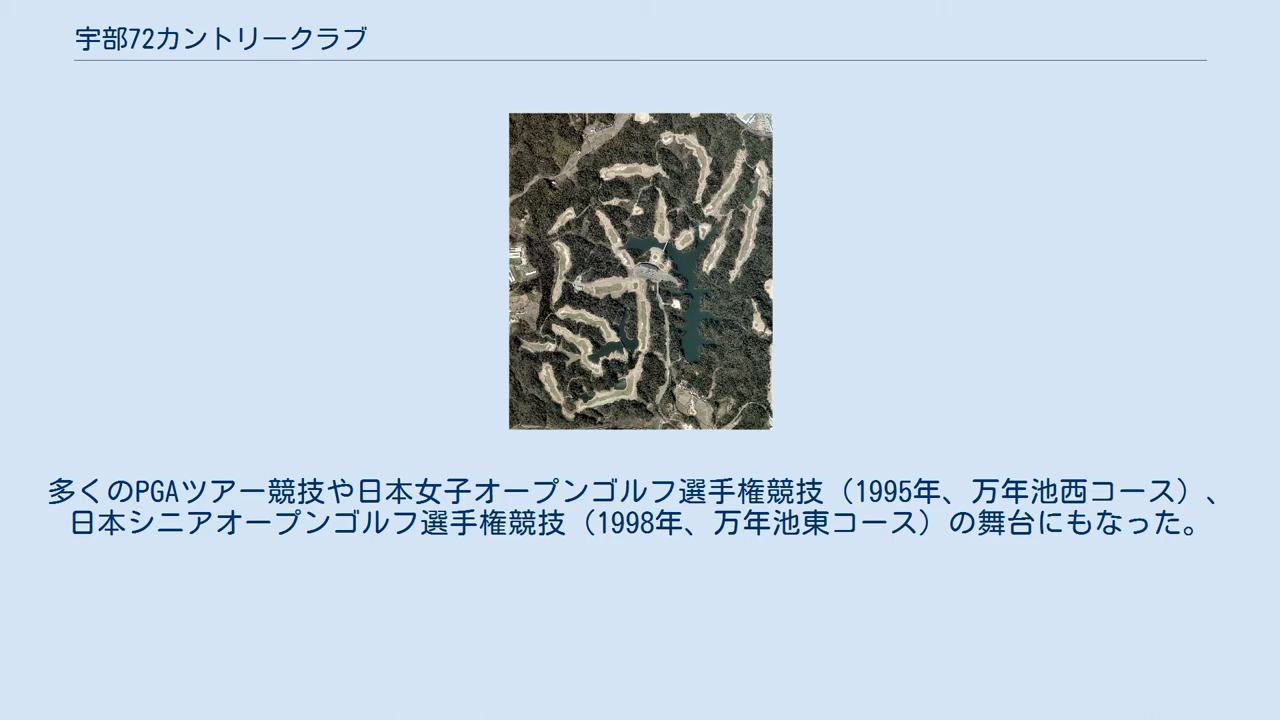 宇部72カントリークラブ
多くのPGAツアー競技や日本女子オープンゴルフ選手権競技（1995年、万年池西コース）、
日本シニアオープンゴルフ選手権競技（1998年、万年池東コース）の舞台にもなった。